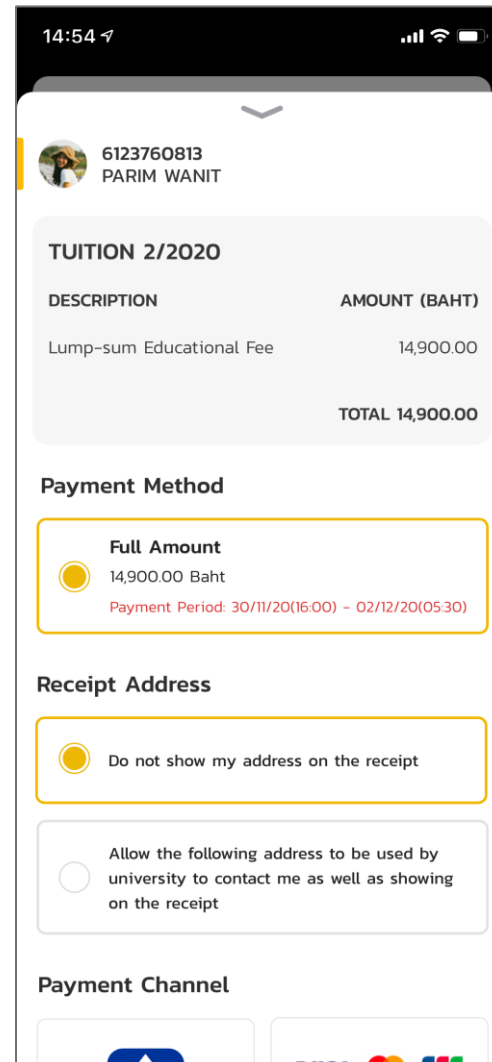 14:54
6123760813
PARIM WANIT
TUITION 2/2020
DESCRIPTION AMOUNT (BAHT)
Lump-sum Educational Fee 14,900.00
TOTAL 14,900.00
Payment Method
Full Amount
14,900.00 Baht
Payment Period: 30/11/20(16:00) - 02/12/20(05:30)
Receipt Address
Do not show my address on the receipt
Allow the following address to be used by
university to contact me as well as showing
on the receipt
Payment Channel